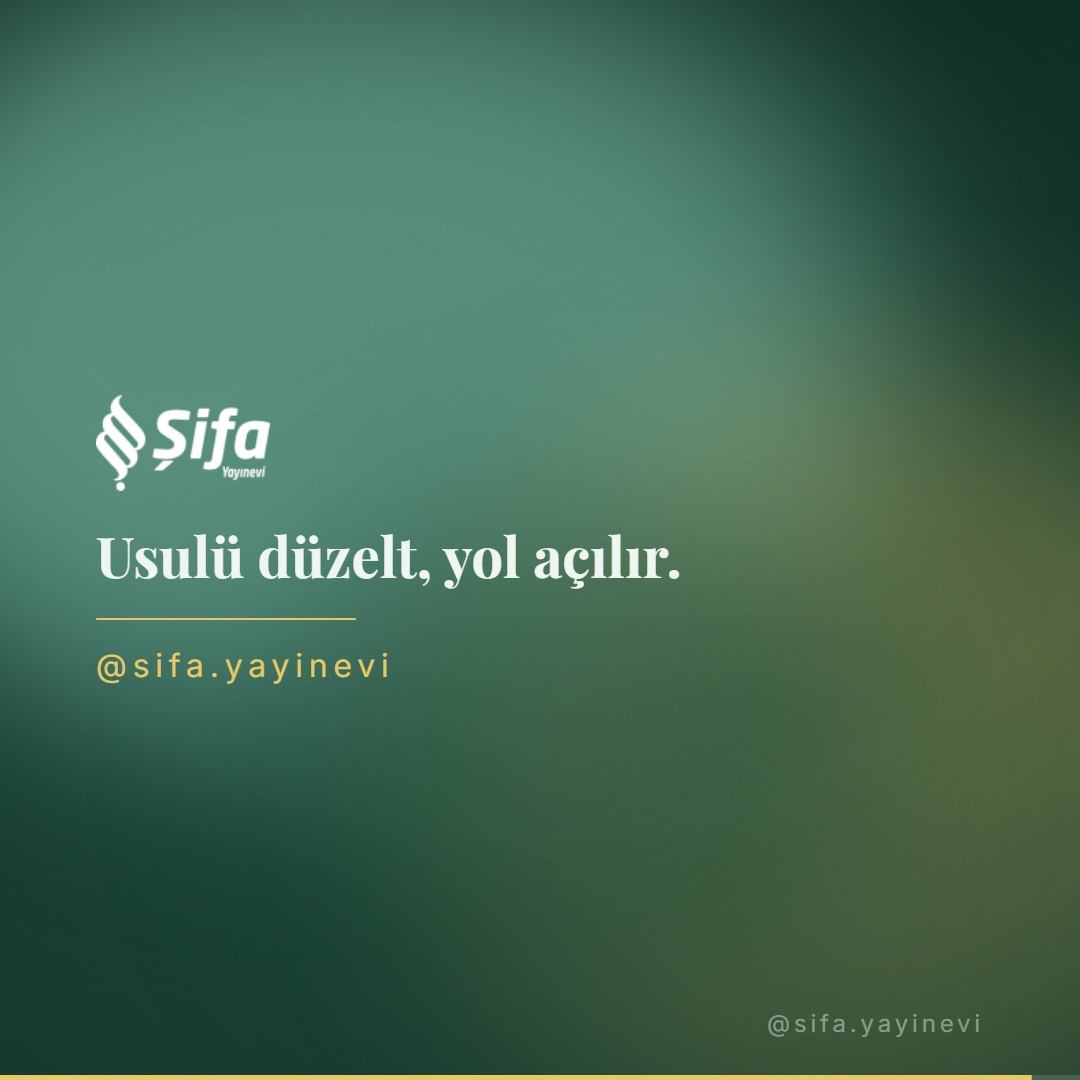 Şifa
Yayınevi
Usulü düzelt, yol açılır.
@sifa.yayinevi
@sifa.yayinevi